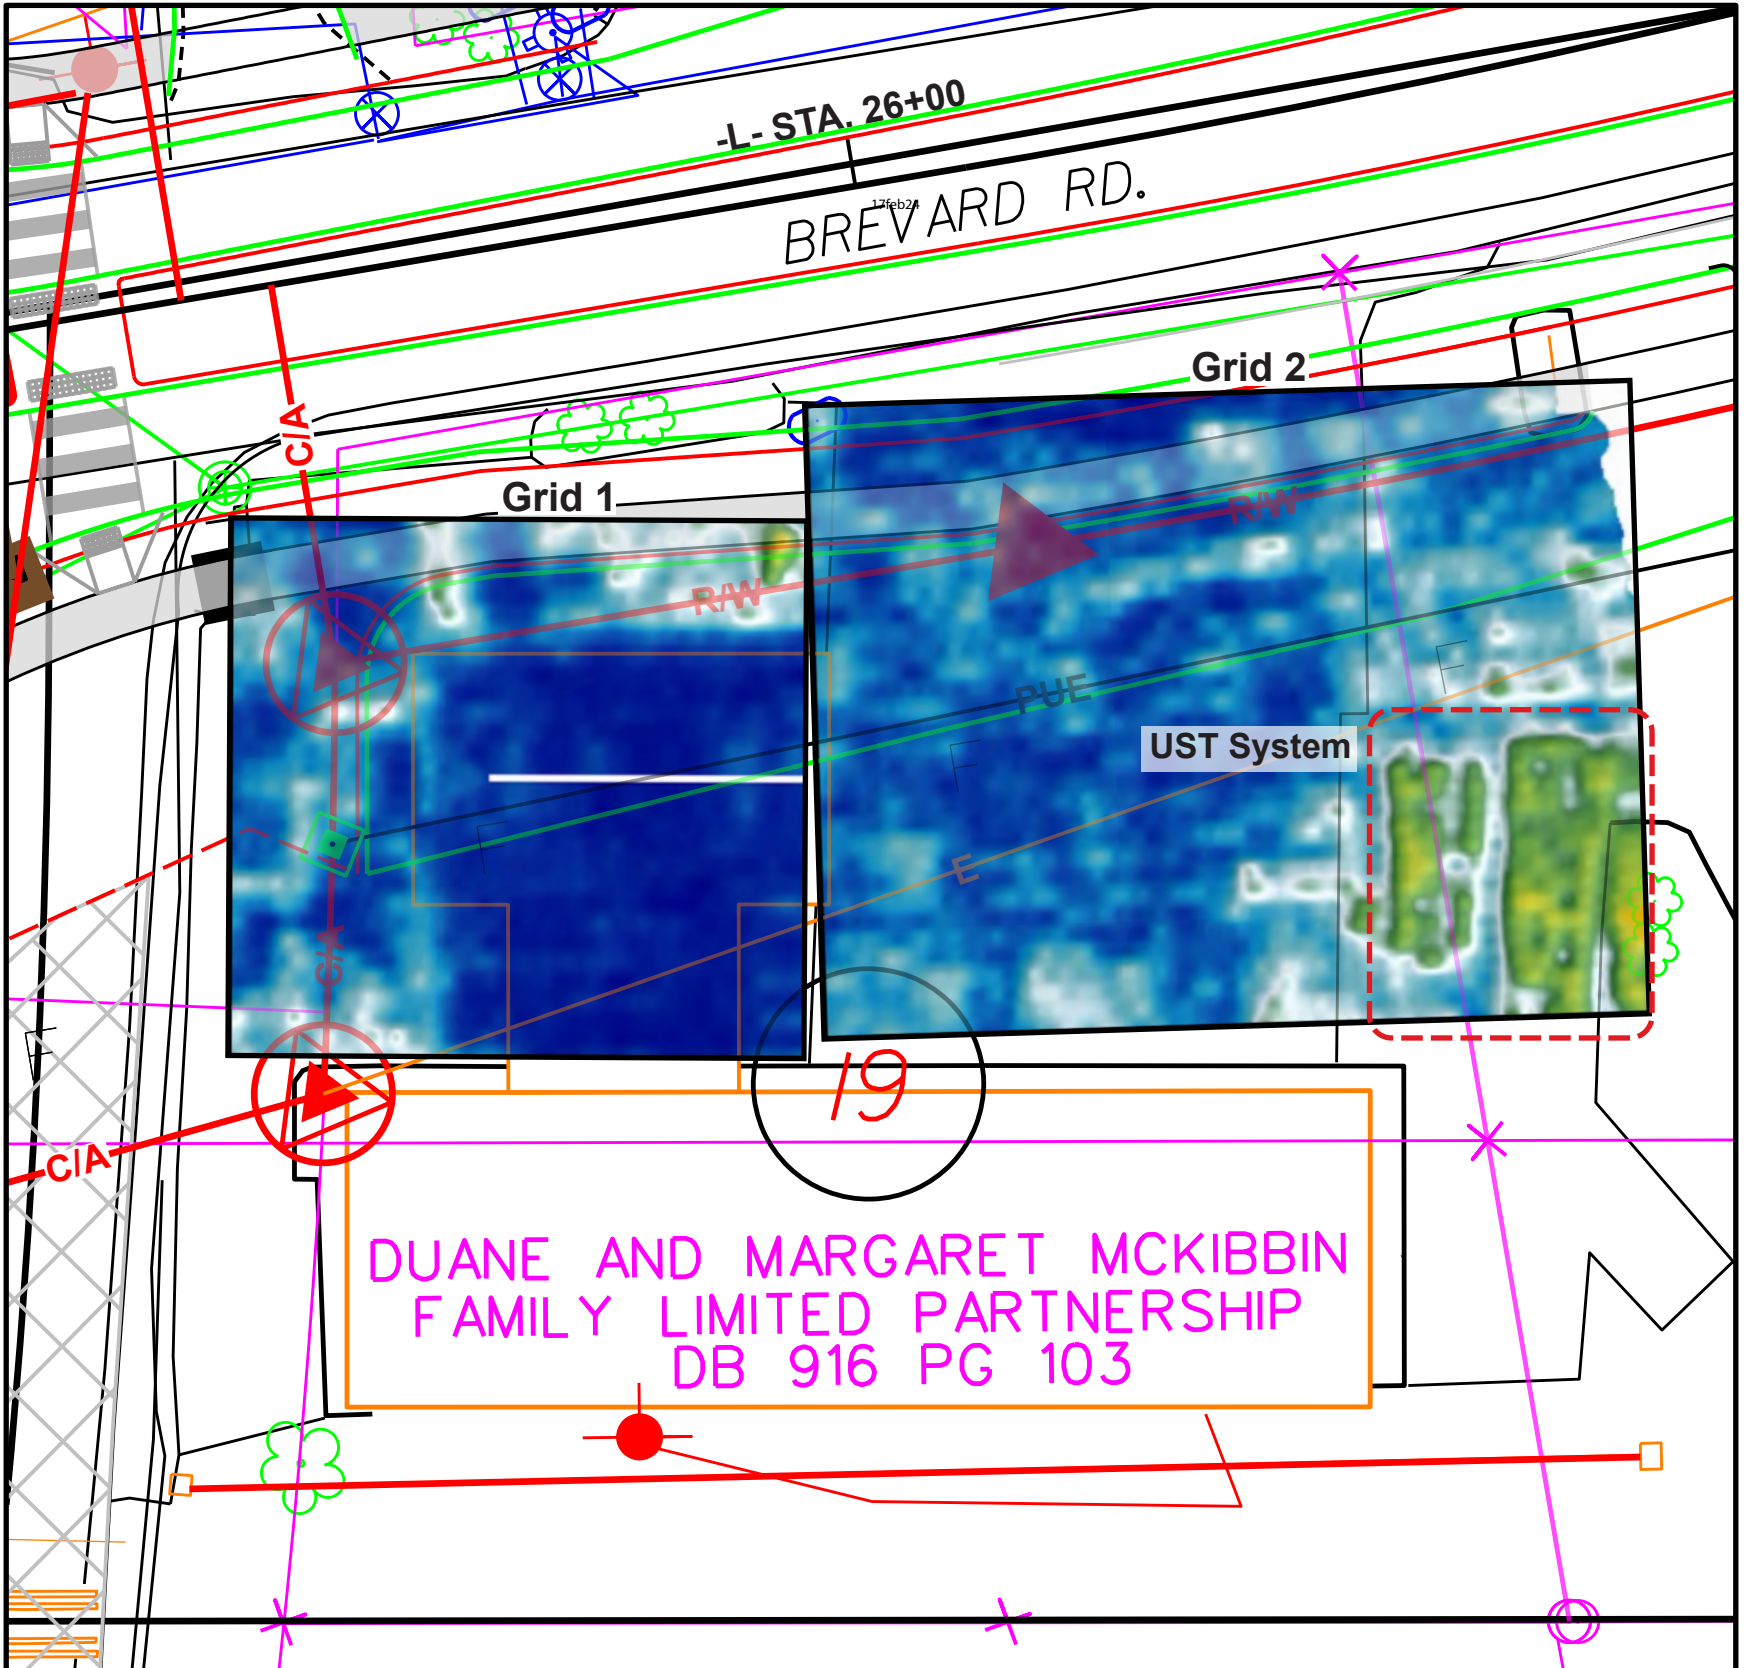 -L- STA. 26+00
BREVARD RD.
17feb24
Grid 2
C/A
Grid 1
R/W
R/W
PUE
F
UST System
F
F
E
C/A
F
19
C/A
DUANE AND MARGARET MCKIBBIN
FAMILY LIMITED PARTNERSHIP
DB 916 PG 103